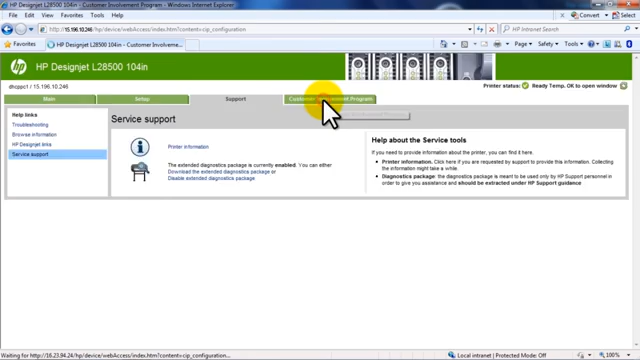 HP Designjet L28500 104in - Customer Involvement Program - Windows Internet Explorer
http://15.196.10.246/hp/device/webAccess/index.htm?content=cip_configuration
HP Intranet
Convert
Select
File Edit View Favorites Tools Help
Favorites
HP Designjet L28500 104in - Customer Involveme...
Page
Safety
Tools
HP Designjet L28500 104in
dhcppc1 / 15.196.10.246
Printer status:
Ready Temp. OK to open window
Main
Setup
Support
Customer Involvement Program
Help links
Troubleshooting
Browse information
HP Designjet links
Service support
Service support
Printer information
The extended diagnostics package is currently enabled. You can either
Download the extended diagnostics package or
Disable extended diagnostics package
Help about the Service tools
If you need to provide information about the printer, you can find it here.
• Printer information. Click here if you are requested by support to provide this information. Collecting
the information might take a while.
• Diagnostics package: the diagnostics package is meant to be used only by HP Support personnel
in order to give you assistance and should be extracted under HP Support guidance
Waiting for http://16.23.94.24/hp/device/webAccess/index.htm?content=cip_configuration...
Local intranet | Protected Mode: Off
100%